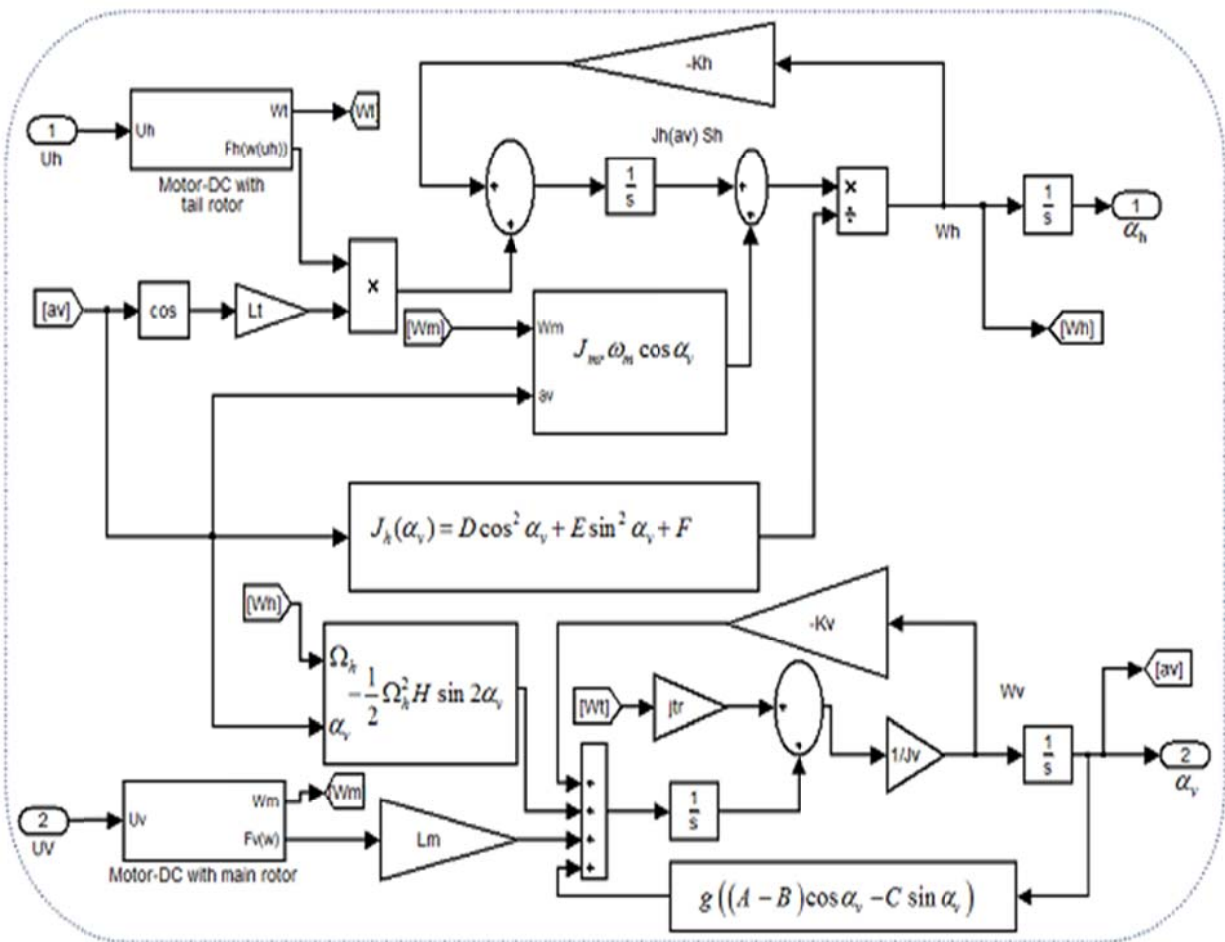 -Kh
1
Uh
Uh
Wt
Fh(w(uh))
Motor-DC with
tail rotor
[Wt]
Jh(av) Sh
1
s
×
÷
Wh
1
s
1
αh
[Wh]
[av]
cos
Lt
×
[Wm]
Wm
av
J_mr ω_m cos α_v
J_h(α_v) = D cos² α_v + E sin² α_v + F
[Wh]
Ω_h
-1/2 Ω_h² H sin 2α_v
α_v
-Kv
[Wt]
jtr
1/Jv
Wv
1
s
[av]
2
α_v
2
UV
Uv
Wm
Fv(w)
Motor-DC with main rotor
[Wm
Lm
1
s
g((A − B)cos α_v − C sin α_v)